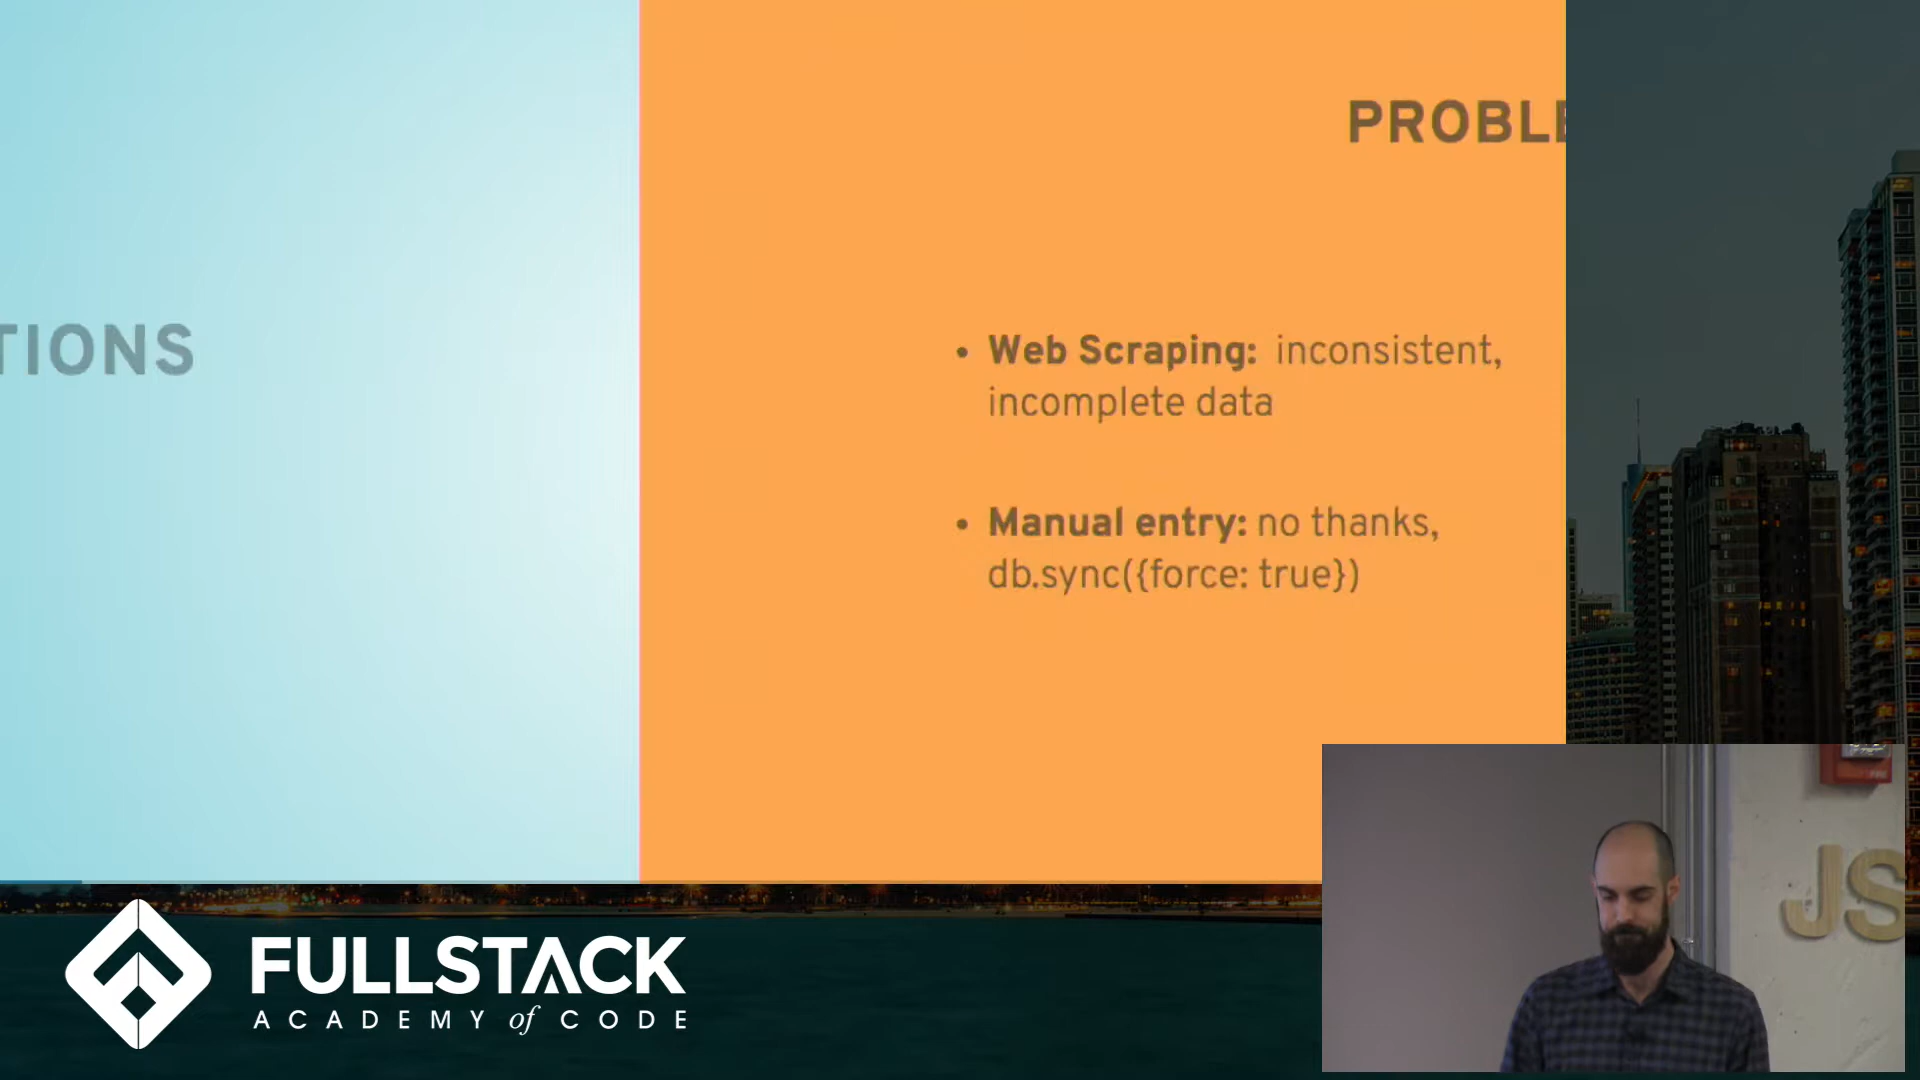 TIONS
PROBLE
• Web Scraping: inconsistent,
incomplete data
• Manual entry: no thanks,
db.sync({force: true})
JS
FULLSTACK
ACADEMY of CODE